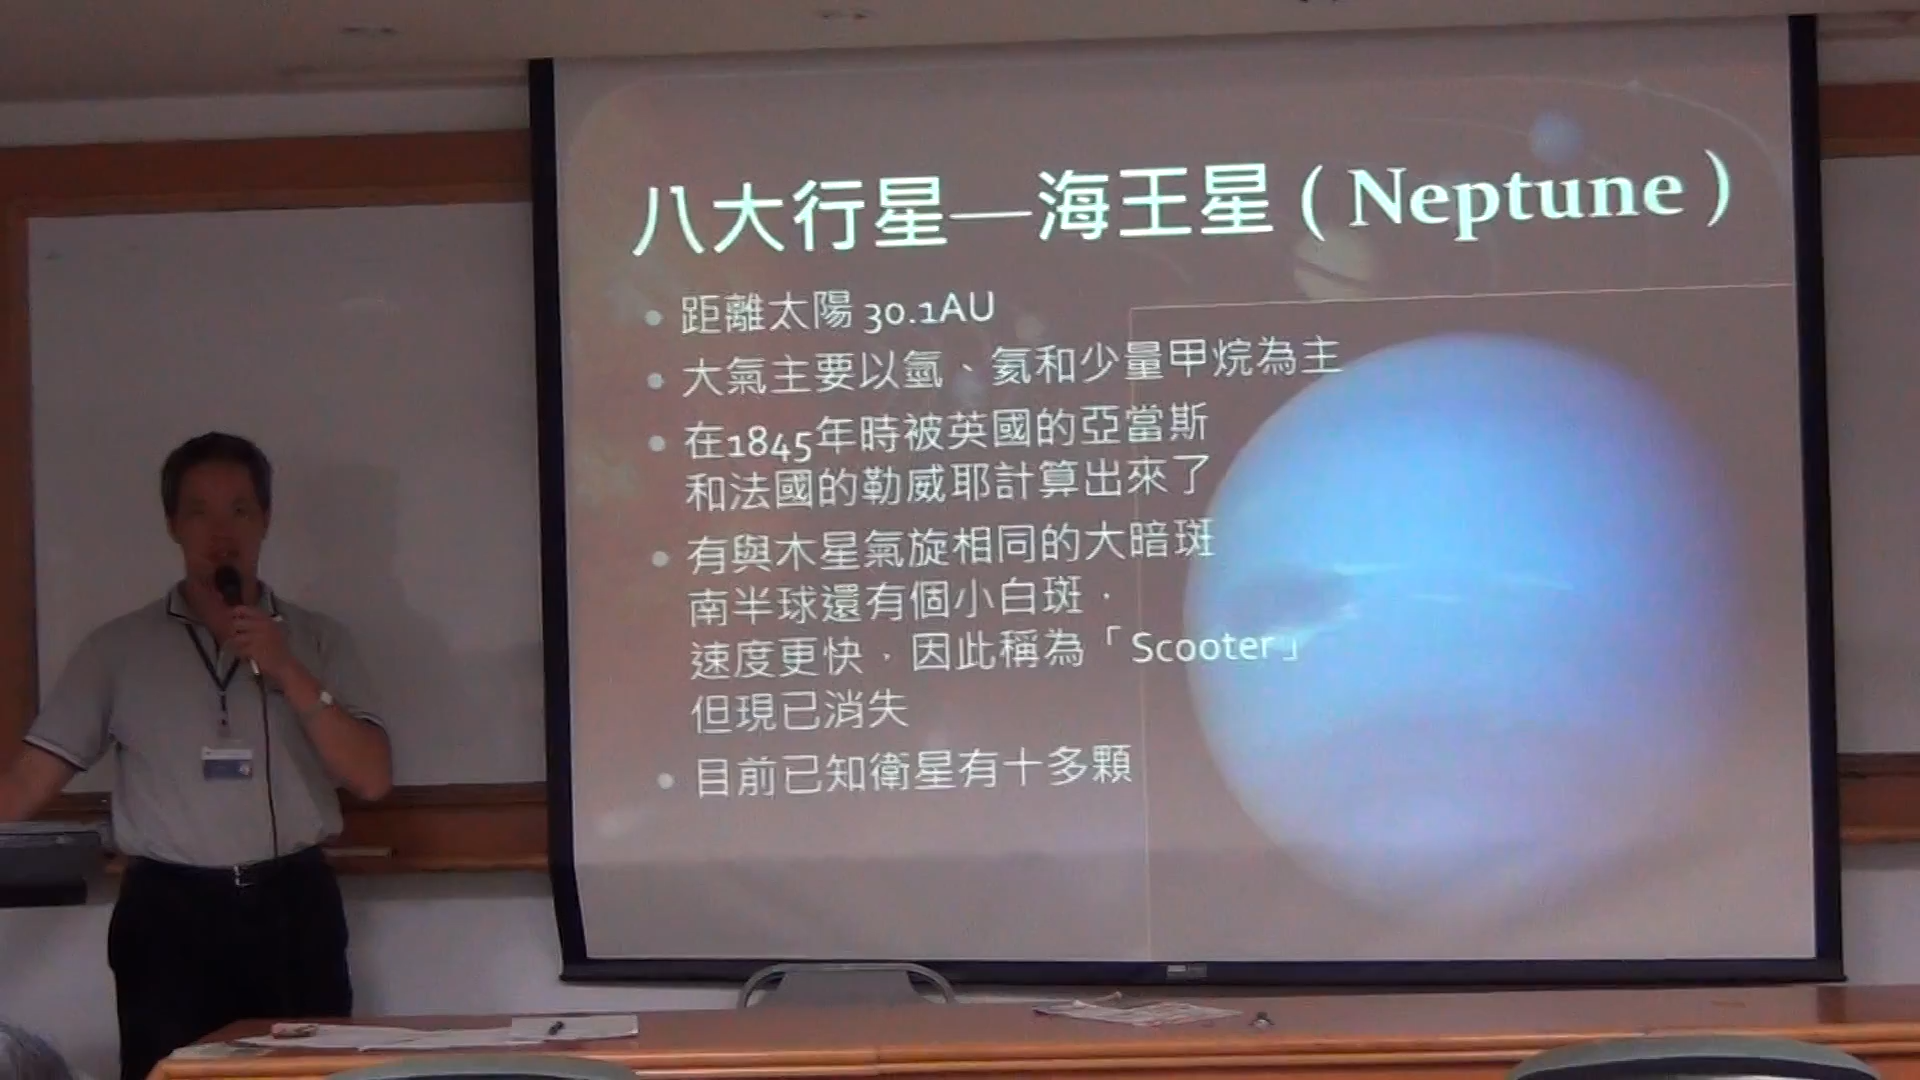 八大行星—海王星（Neptune）
距離太陽 30.1AU
大氣主要以氫、氦和少量甲烷為主
在1845年時被英國的亞當斯
和法國的勒威耶計算出來了
有與木星氣旋相同的大暗斑
南半球還有個小白斑，
速度更快，因此稱為「Scooter」
但現已消失
目前已知衛星有十多顆